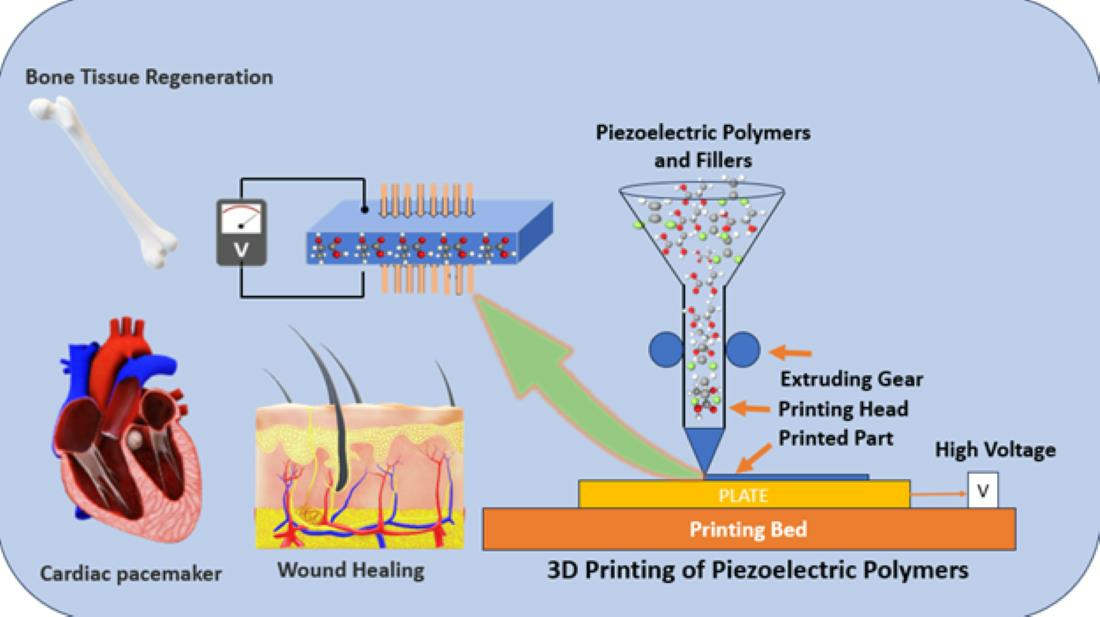 Bone Tissue Regeneration
Piezoelectric Polymers
and Fillers
V
Extruding Gear
Printing Head
Printed Part
High Voltage
V
PLATE
Printing Bed
Cardiac pacemaker
Wound Healing
3D Printing of Piezoelectric Polymers